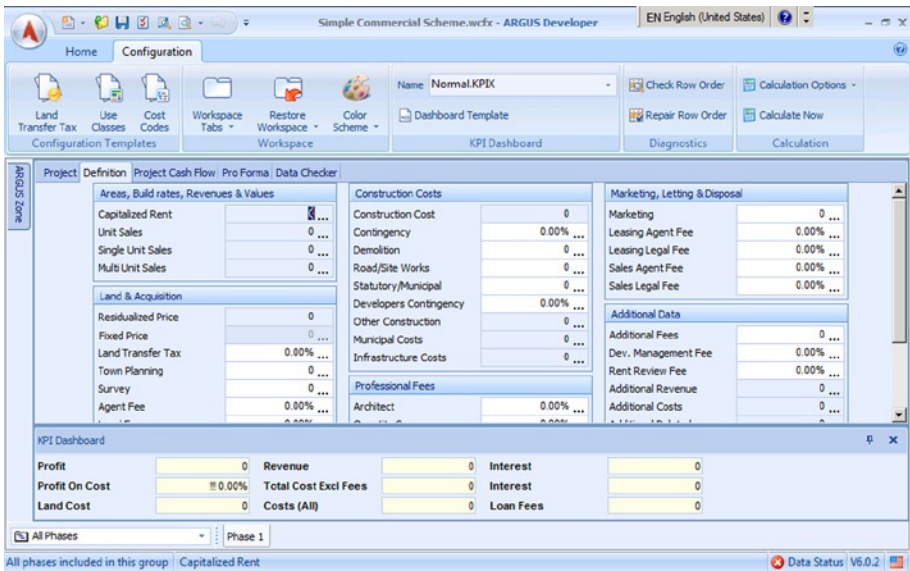 Simple Commercial Scheme.wcfx - ARGUS Developer
EN English (United States)
Home
Configuration
Land Transfer Tax
Use Classes
Cost Codes
Configuration Templates
Workspace Tabs
Restore Workspace
Color Scheme
Workspace
Name Normal.KPIX
Dashboard Template
KPI Dashboard
Check Row Order
Repair Row Order
Diagnostics
Calculation Options
Calculate Now
Calculation
ARGUS Zone
Project Definition Project Cash Flow Pro Forma Data Checker
Areas, Build rates, Revenues & Values
Capitalized Rent ...
Unit Sales 0 ...
Single Unit Sales 0 ...
Multi Unit Sales 0 ...
Land & Acquisition
Residualized Price 0
Fixed Price 0 ...
Land Transfer Tax 0.00% ...
Town Planning 0 ...
Survey 0 ...
Agent Fee 0.00% ...
Construction Costs
Construction Cost 0
Contingency 0.00% ...
Demolition 0 ...
Road/Site Works 0 ...
Statutory/Municipal 0 ...
Developers Contingency 0.00% ...
Other Construction 0 ...
Municipal Costs 0 ...
Infrastructure Costs 0 ...
Professional Fees
Architect 0.00% ...
Marketing, Letting & Disposal
Marketing 0 ...
Leasing Agent Fee 0.00% ...
Leasing Legal Fee 0.00% ...
Sales Agent Fee 0.00% ...
Sales Legal Fee 0.00% ...
Additional Data
Additional Fees 0 ...
Dev. Management Fee 0.00% ...
Rent Review Fee 0.00% ...
Additional Revenue 0 ...
Additional Costs 0 ...
KPI Dashboard
Profit 0 Revenue 0 Interest 0
Profit On Cost 0.00% Total Cost Excl Fees 0 Interest 0
Land Cost 0 Costs (All) 0 Loan Fees 0
All Phases
Phase 1
All phases included in this group Capitalized Rent
Data Status V6.0.2